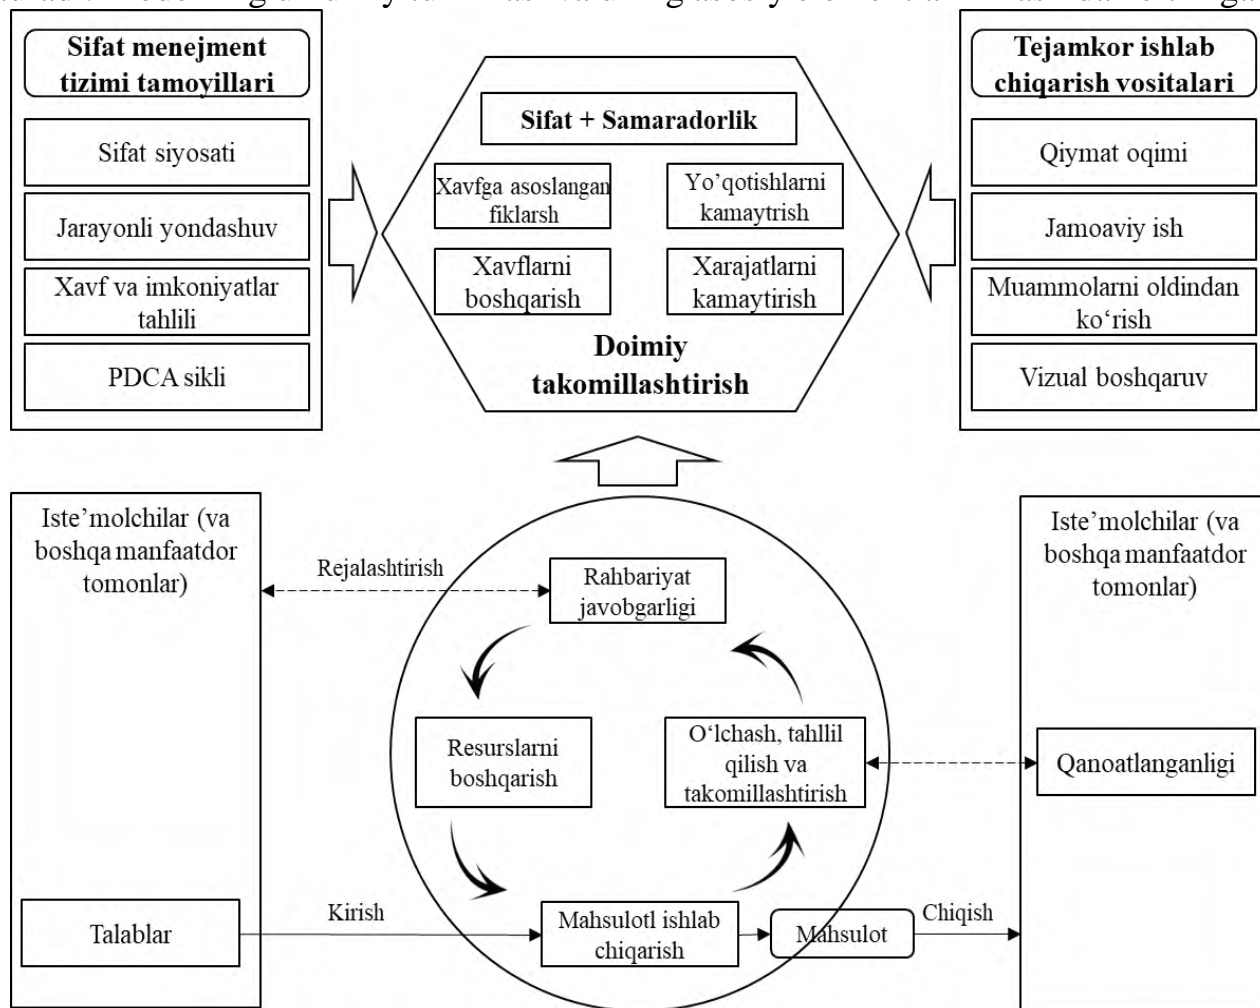 Sifat menejment
tizimi tamoyillari
Sifat siyosati
Jarayonli yondashuv
Xavf va imkoniyatlar
tahlili
PDCA sikli
Sifat + Samaradorlik
Xavfga asoslangan
fiklarsh
Yo’qotishlarni
kamaytrish
Xavflarni
boshqarish
Xarajatlarni
kamaytirish
Doimiy
takomillashtirish
Tejamkor ishlab
chiqarish vositalari
Qiymat oqimi
Jamoaviy ish
Muammolarni oldindan
ko‘rish
Vizual boshqaruv
Iste’molchilar (va
boshqa manfaatdor
tomonlar)
Rejalashtirish
Rahbariyat
javobgarligi
Iste’molchilar (va
boshqa manfaatdor
tomonlar)
Resurslarni
boshqarish
O‘lchash, tahllil
qilish va
takomillashtirish
Qanoatlanganligi
Talablar
Kirish
Mahsulotl ishlab
chiqarish
Mahsulot
Chiqish